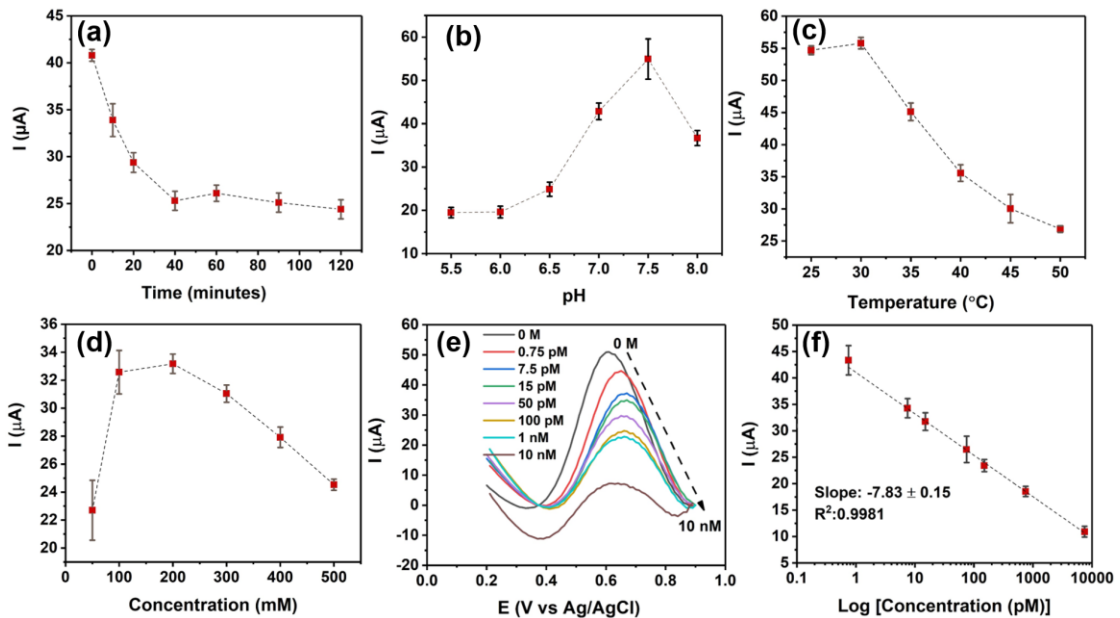 (a)
45
40
35
30
25
20
I (µA)
0 20 40 60 80 100 120
Time (minutes)
(b)
60
50
40
30
20
10
I (µA)
5.5 6.0 6.5 7.0 7.5 8.0
pH
(c)
60
55
50
45
40
35
30
25
I (µA)
25 30 35 40 45 50
Temperature (°C)
(d)
36
34
32
30
28
26
24
22
20
I (µA)
0 100 200 300 400 500
Concentration (mM)
(e)
60
50
40
30
20
10
0
-10
-20
I (µA)
0 M
0.75 pM
7.5 pM
15 pM
50 pM
100 pM
1 nM
10 nM
0 M
10 nM
0.0 0.2 0.4 0.6 0.8 1.0
E (V vs Ag/AgCl)
(f)
50
45
40
35
30
25
20
15
10
5
I (µA)
Slope: -7.83 ± 0.15
R²:0.9981
0.1 1 10 100 1000 10000
Log [Concentration (pM)]